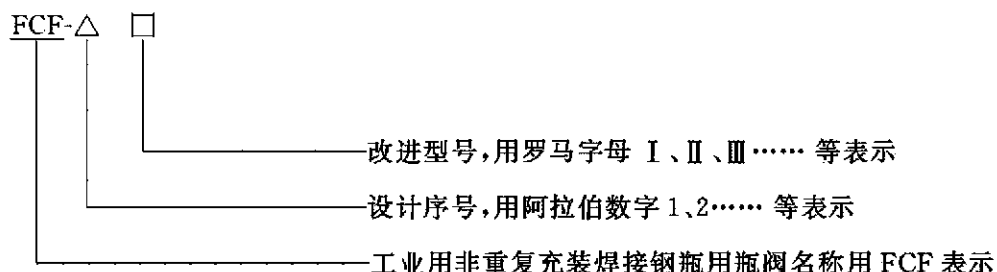 FCF-△ □
改进型号,用罗马字母 Ⅰ、Ⅱ、Ⅲ…… 等表示
设计序号,用阿拉伯数字 1、2…… 等表示
工业用非重复充装焊接钢瓶用瓶阀名称用 FCF 表示